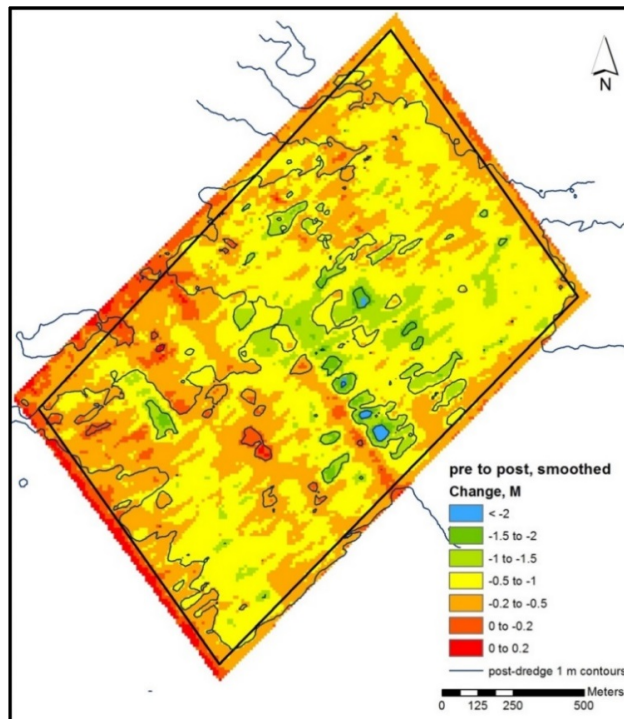 N
pre to post, smoothed
Change, M
< -2
-1.5 to -2
-1 to -1.5
-0.5 to -1
-0.2 to -0.5
0 to -0.2
0 to 0.2
post-dredge 1 m contours
Meters
0 125 250 500